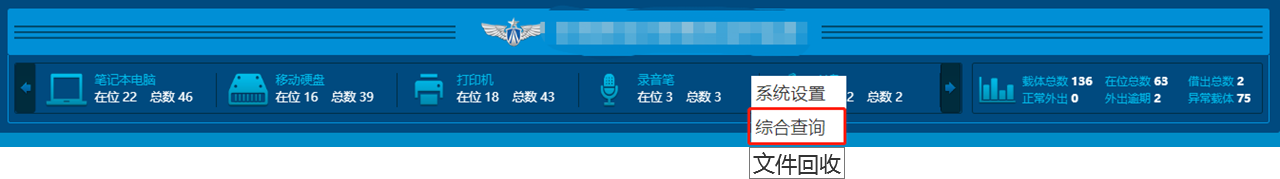 笔记本电脑
在位 22 总数 46
移动硬盘
在位 16 总数 39
打印机
在位 18 总数 43
录音笔
在位 3 总数 3
2 总数 2
载体总数 136 在位总数 63 借出总数 2
正常外出 0 外出逾期 2 异常载体 75
系统设置
综合查询
文件回收